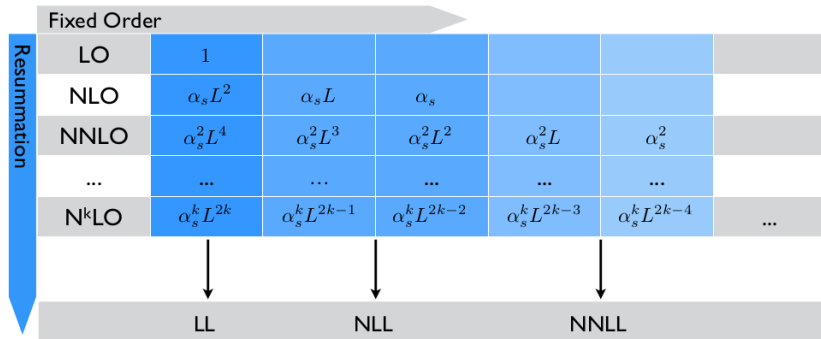 Fixed Order
Resummation
LO 1
NLO αₛL² αₛL αₛ
NNLO αₛ²L⁴ αₛ²L³ αₛ²L² αₛ²L αₛ²
... ... ... ... ... ...
NᵏLO αₛᵏL²ᵏ αₛᵏL²ᵏ⁻¹ αₛᵏL²ᵏ⁻² αₛᵏL²ᵏ⁻³ αₛᵏL²ᵏ⁻⁴ ...
LL NLL NNLL